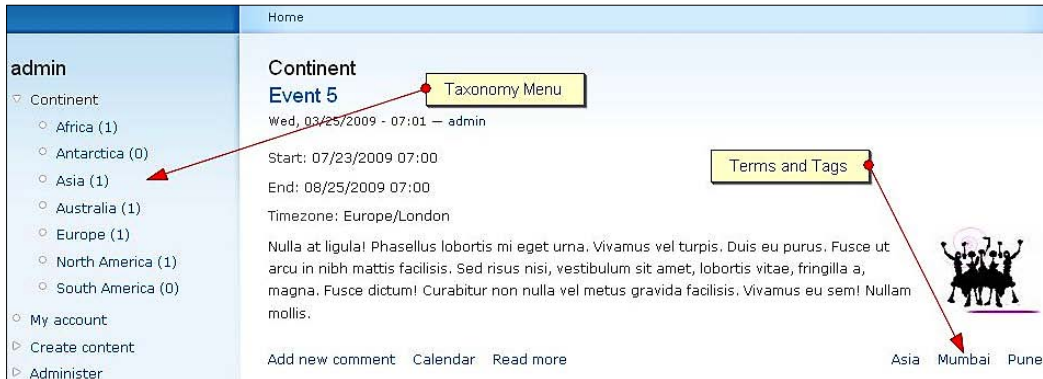 Home
admin
Continent
Africa (1)
Antarctica (0)
Asia (1)
Australia (1)
Europe (1)
North America (1)
South America (0)
My account
Create content
Administer
Continent
Event 5
Taxonomy Menu
Wed, 03/25/2009 - 07:01 — admin
Start: 07/23/2009 07:00
Terms and Tags
End: 08/25/2009 07:00
Timezone: Europe/London
Nulla at ligula! Phasellus lobortis mi eget urna. Vivamus vel turpis. Duis eu purus. Fusce ut
arcu in nibh mattis facilisis. Sed risus nisi, vestibulum sit amet, lobortis vitae, fringilla a,
magna. Fusce dictum! Curabitur non nulla vel metus gravida facilisis. Vivamus eu sem! Nullam
mollis.
Add new comment Calendar Read more
Asia Mumbai Pune